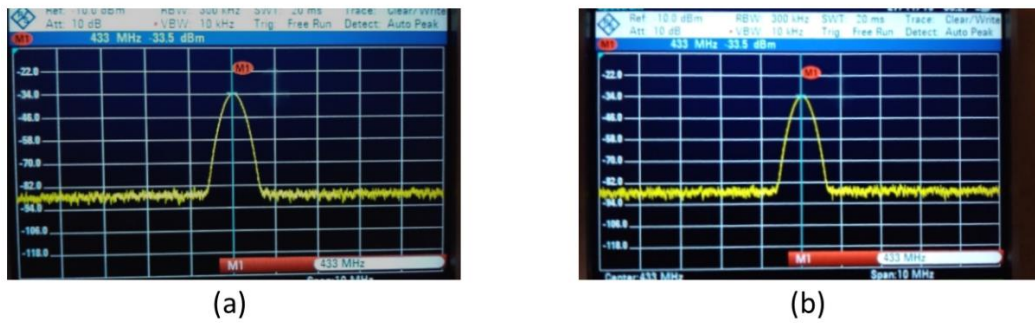 Ref: -10.0 dBm RBW: 300 kHz SWT: 20 ms Trace: Clear/Write
Att: 10 dB • VBW: 10 kHz Trig: Free Run Detect: Auto Peak
M1 433 MHz -33.5 dBm
M1
-22.0
-34.0
-46.0
-58.0
-70.0
-82.0
-94.0
-106.0
-118.0
M1 433 MHz
Span:10 MHz
(a)
Ref: -10.0 dBm RBW: 300 kHz SWT: 20 ms Trace: Clear/Write
Att: 10 dB • VBW: 10 kHz Trig: Free Run Detect: Auto Peak
M1 433 MHz -33.5 dBm
M1
-22.0
-34.0
-46.0
-58.0
-70.0
-82.0
-94.0
-106.0
-118.0
M1 433 MHz
Center:433 MHz Span:10 MHz
(b)